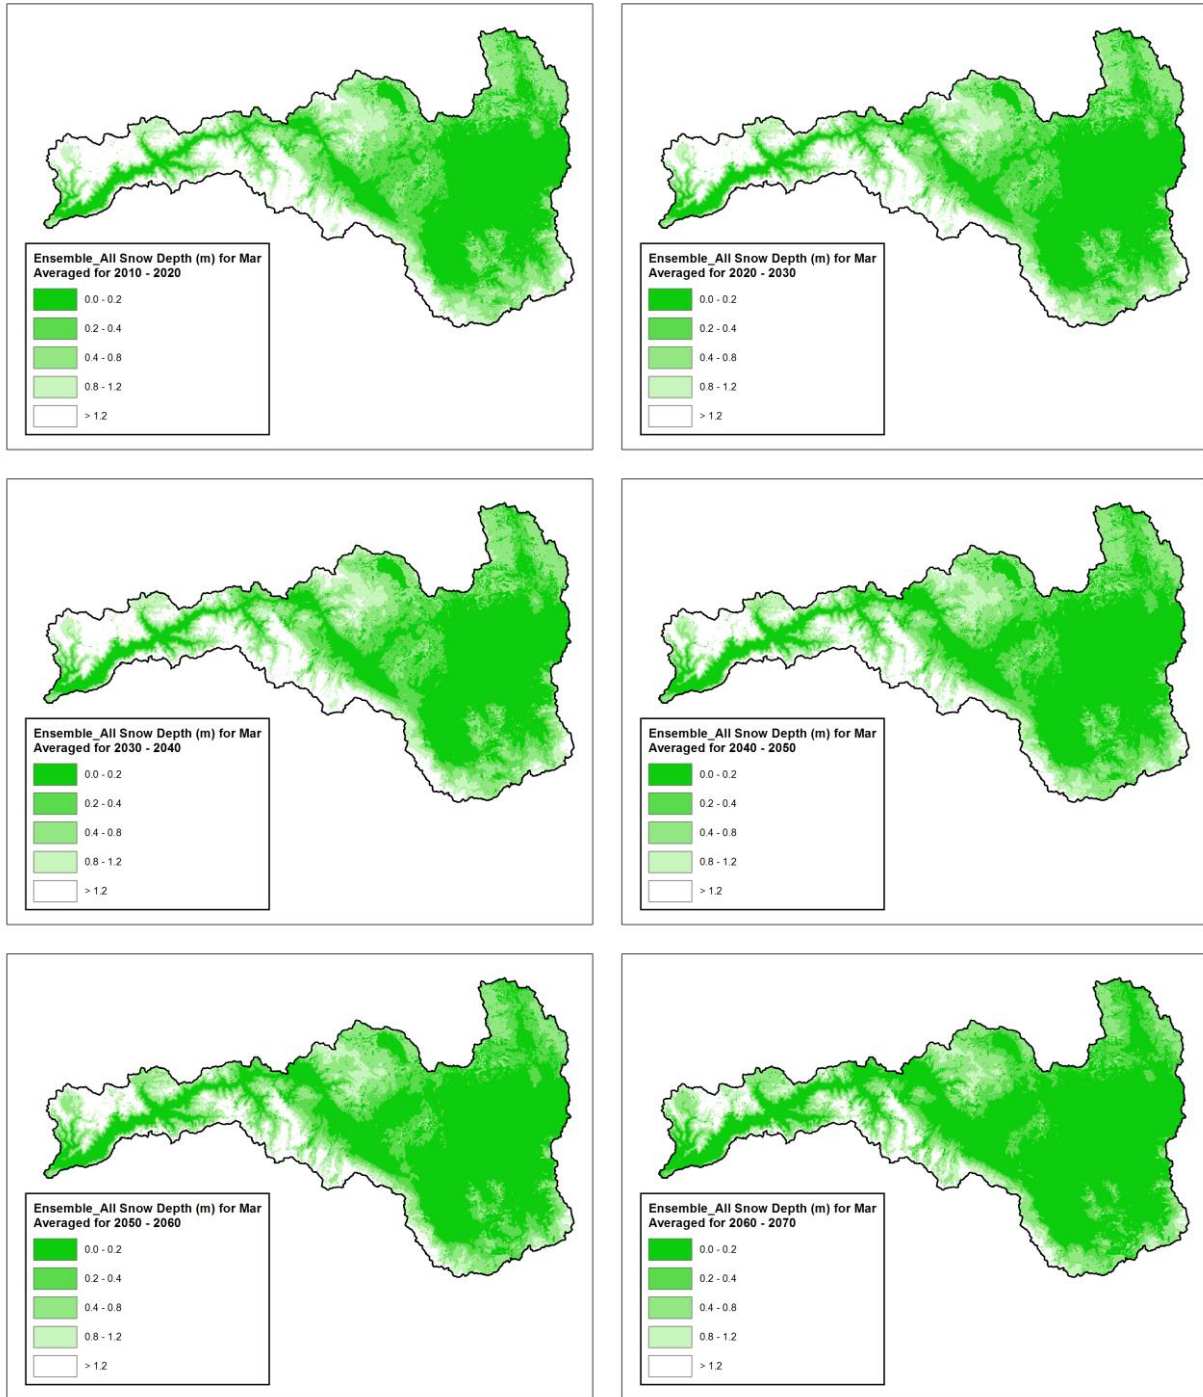 Ensemble_All Snow Depth (m) for Mar
Averaged for 2010 - 2020
0.0 - 0.2
0.2 - 0.4
0.4 - 0.8
0.8 - 1.2
> 1.2
Ensemble_All Snow Depth (m) for Mar
Averaged for 2020 - 2030
0.0 - 0.2
0.2 - 0.4
0.4 - 0.8
0.8 - 1.2
> 1.2
Ensemble_All Snow Depth (m) for Mar
Averaged for 2030 - 2040
0.0 - 0.2
0.2 - 0.4
0.4 - 0.8
0.8 - 1.2
> 1.2
Ensemble_All Snow Depth (m) for Mar
Averaged for 2040 - 2050
0.0 - 0.2
0.2 - 0.4
0.4 - 0.8
0.8 - 1.2
> 1.2
Ensemble_All Snow Depth (m) for Mar
Averaged for 2050 - 2060
0.0 - 0.2
0.2 - 0.4
0.4 - 0.8
0.8 - 1.2
> 1.2
Ensemble_All Snow Depth (m) for Mar
Averaged for 2060 - 2070
0.0 - 0.2
0.2 - 0.4
0.4 - 0.8
0.8 - 1.2
> 1.2